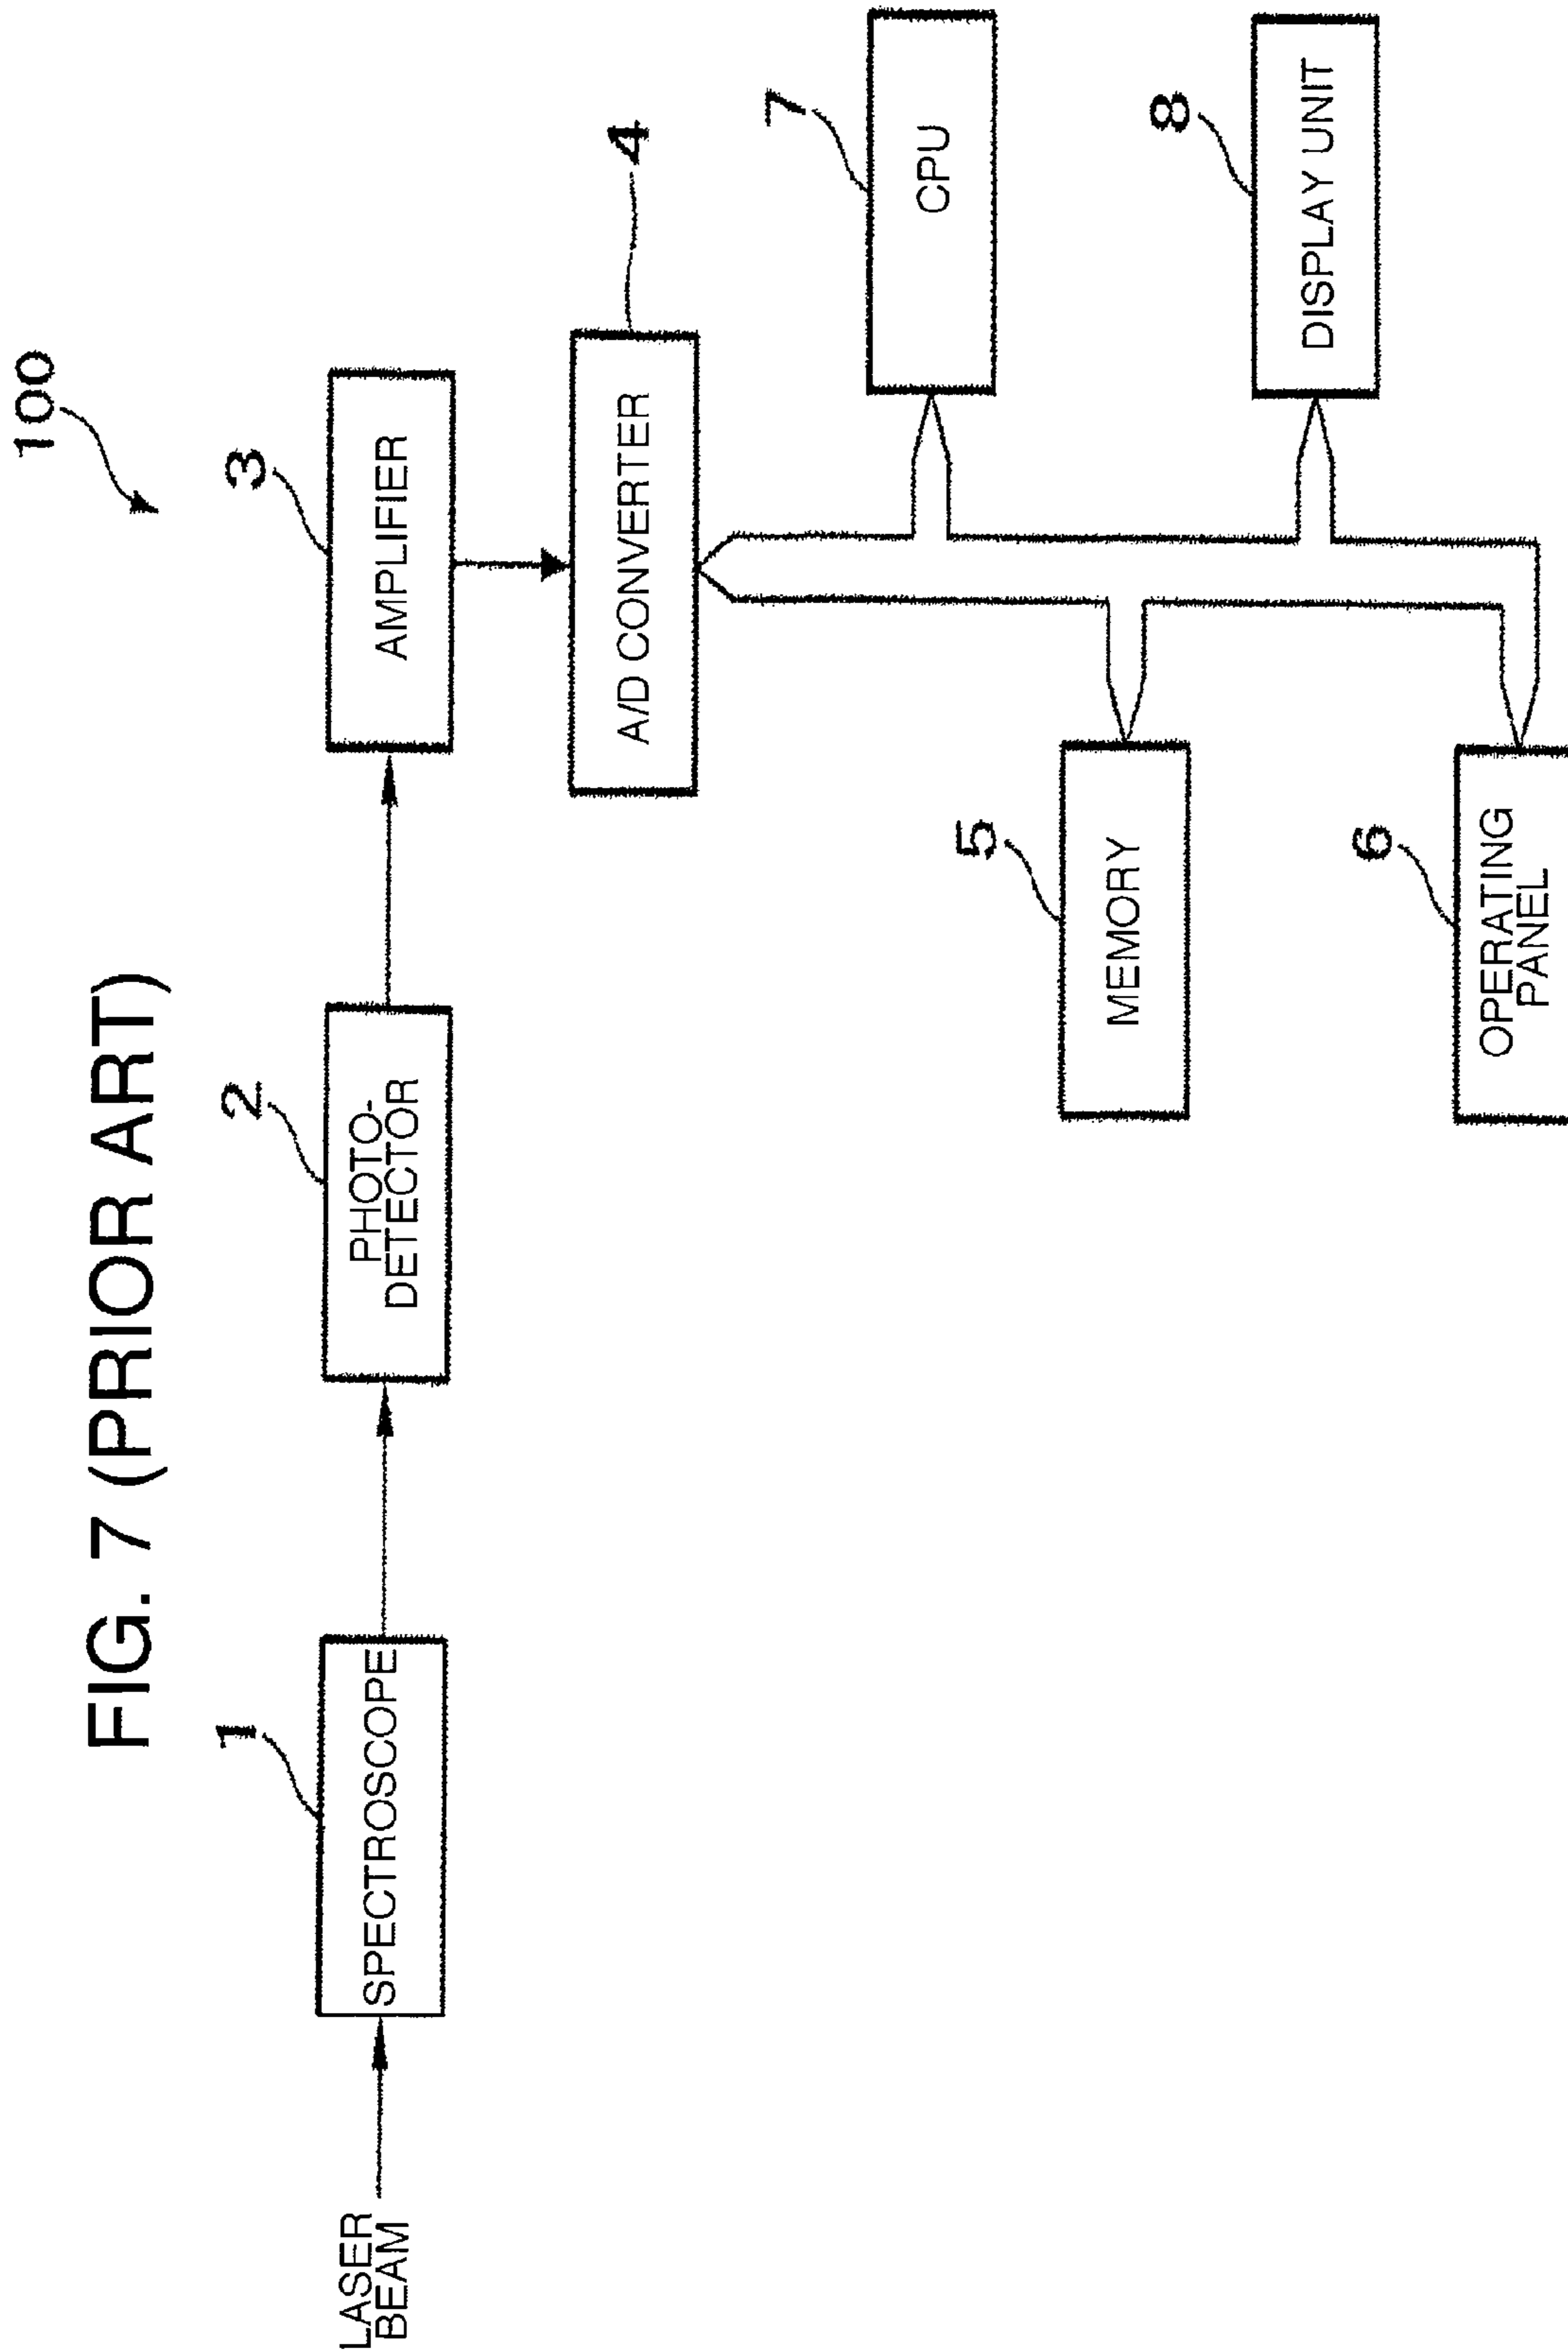 FIG. 7 (PRIOR ART)
100
1
2
3
LASER
BEAM
SPECTROSCOPE
PHOTO-
DETECTOR
AMPLIFIER
4
A/D CONVERTER
5
7
MEMORY
CPU
6
8
OPERATING
PANEL
DISPLAY UNIT